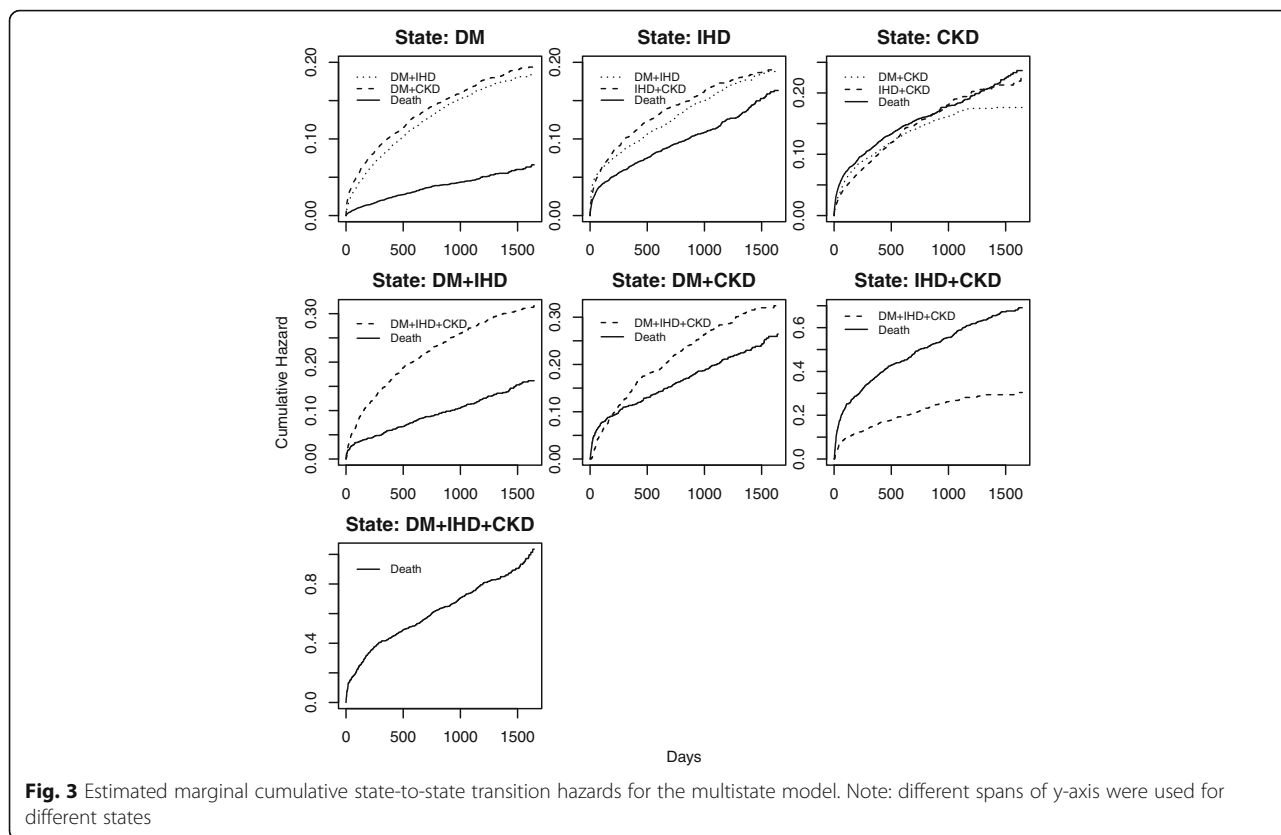 State: DM
DM+IHD
DM+CKD
Death
0.00 0.10 0.20
0 500 1000 1500
State: IHD
DM+IHD
IHD+CKD
Death
0.00 0.10 0.20
0 500 1000 1500
State: CKD
DM+CKD
IHD+CKD
Death
0.00 0.10 0.20
0 500 1000 1500
State: DM+IHD
DM+IHD+CKD
Death
0.00 0.10 0.20 0.30
0 500 1000 1500
State: DM+CKD
DM+IHD+CKD
Death
0.00 0.10 0.20 0.30
0 500 1000 1500
State: IHD+CKD
DM+IHD+CKD
Death
0.0 0.2 0.4 0.6
0 500 1000 1500
Cumulative Hazard
State: DM+IHD+CKD
Death
0.0 0.4 0.8
0 500 1000 1500
Days
Fig. 3 Estimated marginal cumulative state-to-state transition hazards for the multistate model. Note: different spans of y-axis were used for
different states